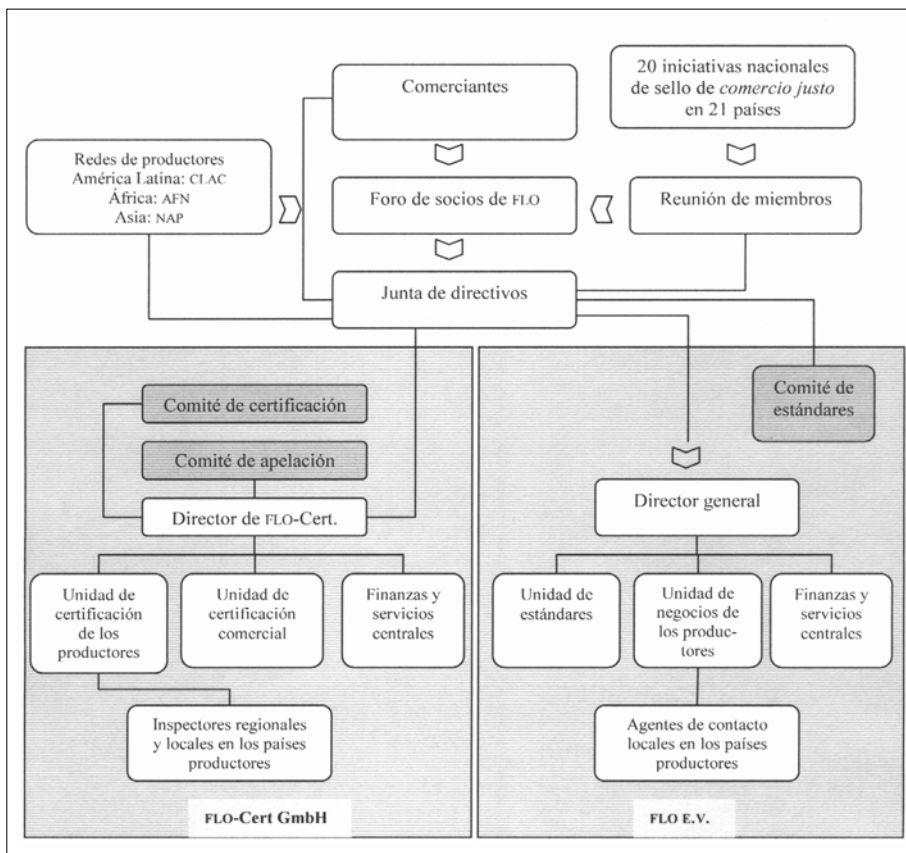 Comerciantes
20 iniciativas nacionales
de sello de comercio justo
en 21 países
Redes de productores
América Latina: CLAC
África: AFN
Asia: NAP
Foro de socios de FLO
Reunión de miembros
Junta de directivos
Comité de certificación
Comité de apelación
Director de FLO-Cert.
Unidad de
certificación
de los
productores
Unidad de
certificación
comercial
Finanzas y
servicios
centrales
Inspectores regionales
y locales en los países
productores
FLO-Cert GmbH
Comité de
estándares
Director general
Unidad de
estándares
Unidad de
negocios de
los produc-
tores
Finanzas y
servicios
centrales
Agentes de contacto
locales en los países
productores
FLO E.V.